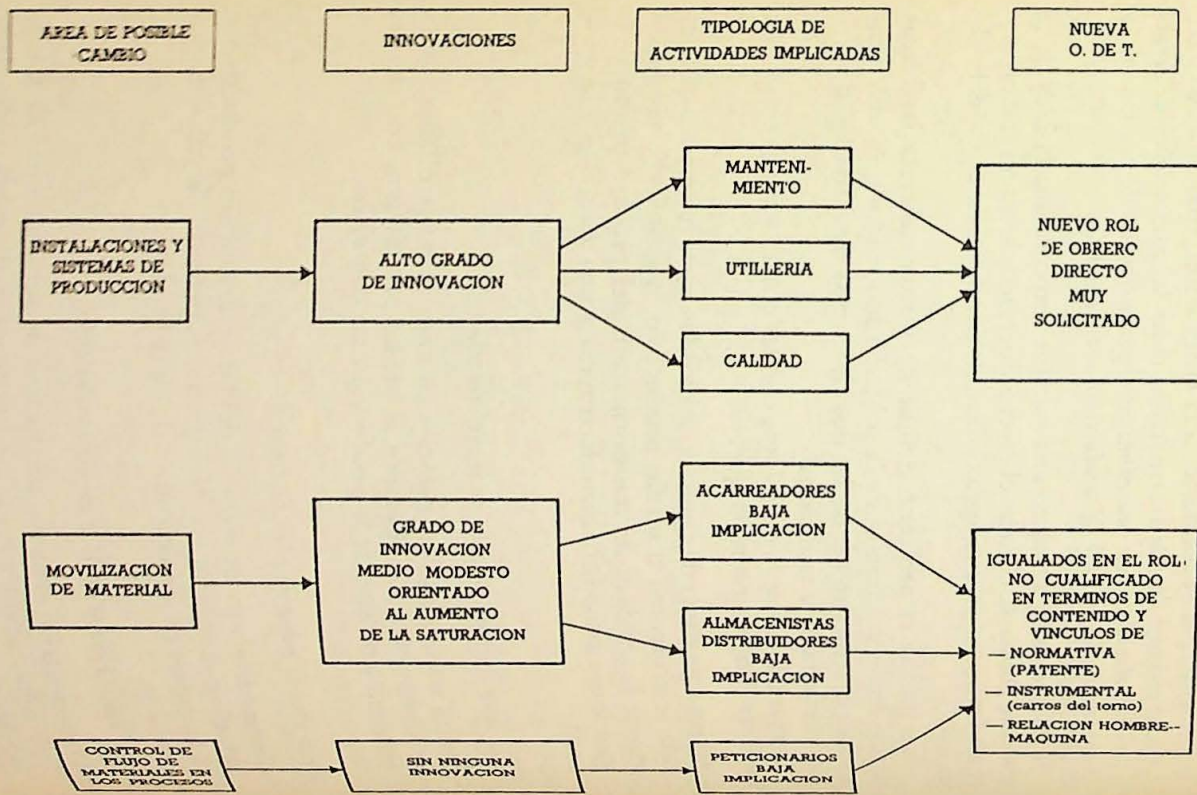 AREA DE POSIBLE
CAMBIO
INNOVACIONES
TIPOLOGIA DE
ACTIVIDADES IMPLICADAS
NUEVA
O. DE T.
INSTALACIONES Y
SISTEMAS DE
PRODUCCION
ALTO GRADO
DE INNOVACION
MANTENI-
MIENTO
UTILLERIA
CALIDAD
NUEVO ROL
DE OBRERO
DIRECTO
MUY
SOLICITADO
MOVILIZACION
DE MATERIAL
GRADO DE
INNOVACION
MEDIO MODESTO
ORIENTADO
AL AUMENTO
DE LA SATURACION
ACARREADORES
BAJA
IMPLICACION
ALMACENISTAS
DISTRIBUIDORES
BAJA
IMPLICACION
IGUALADOS EN EL ROL
NO CUALIFICADO
EN TERMINOS DE
CONTENIDO Y
VINCULOS DE
— NORMATIVA
(PATENTE)
— INSTRUMENTAL
(carros del torno)
— RELACION HOMBRE--
MAQUINA
CONTROL DE
FLUJO DE
MATERIALES EN
LOS PROCESOS
SIN NINGUNA
INNOVACION
PETICIONARIOS
BAJA
IMPLICACION